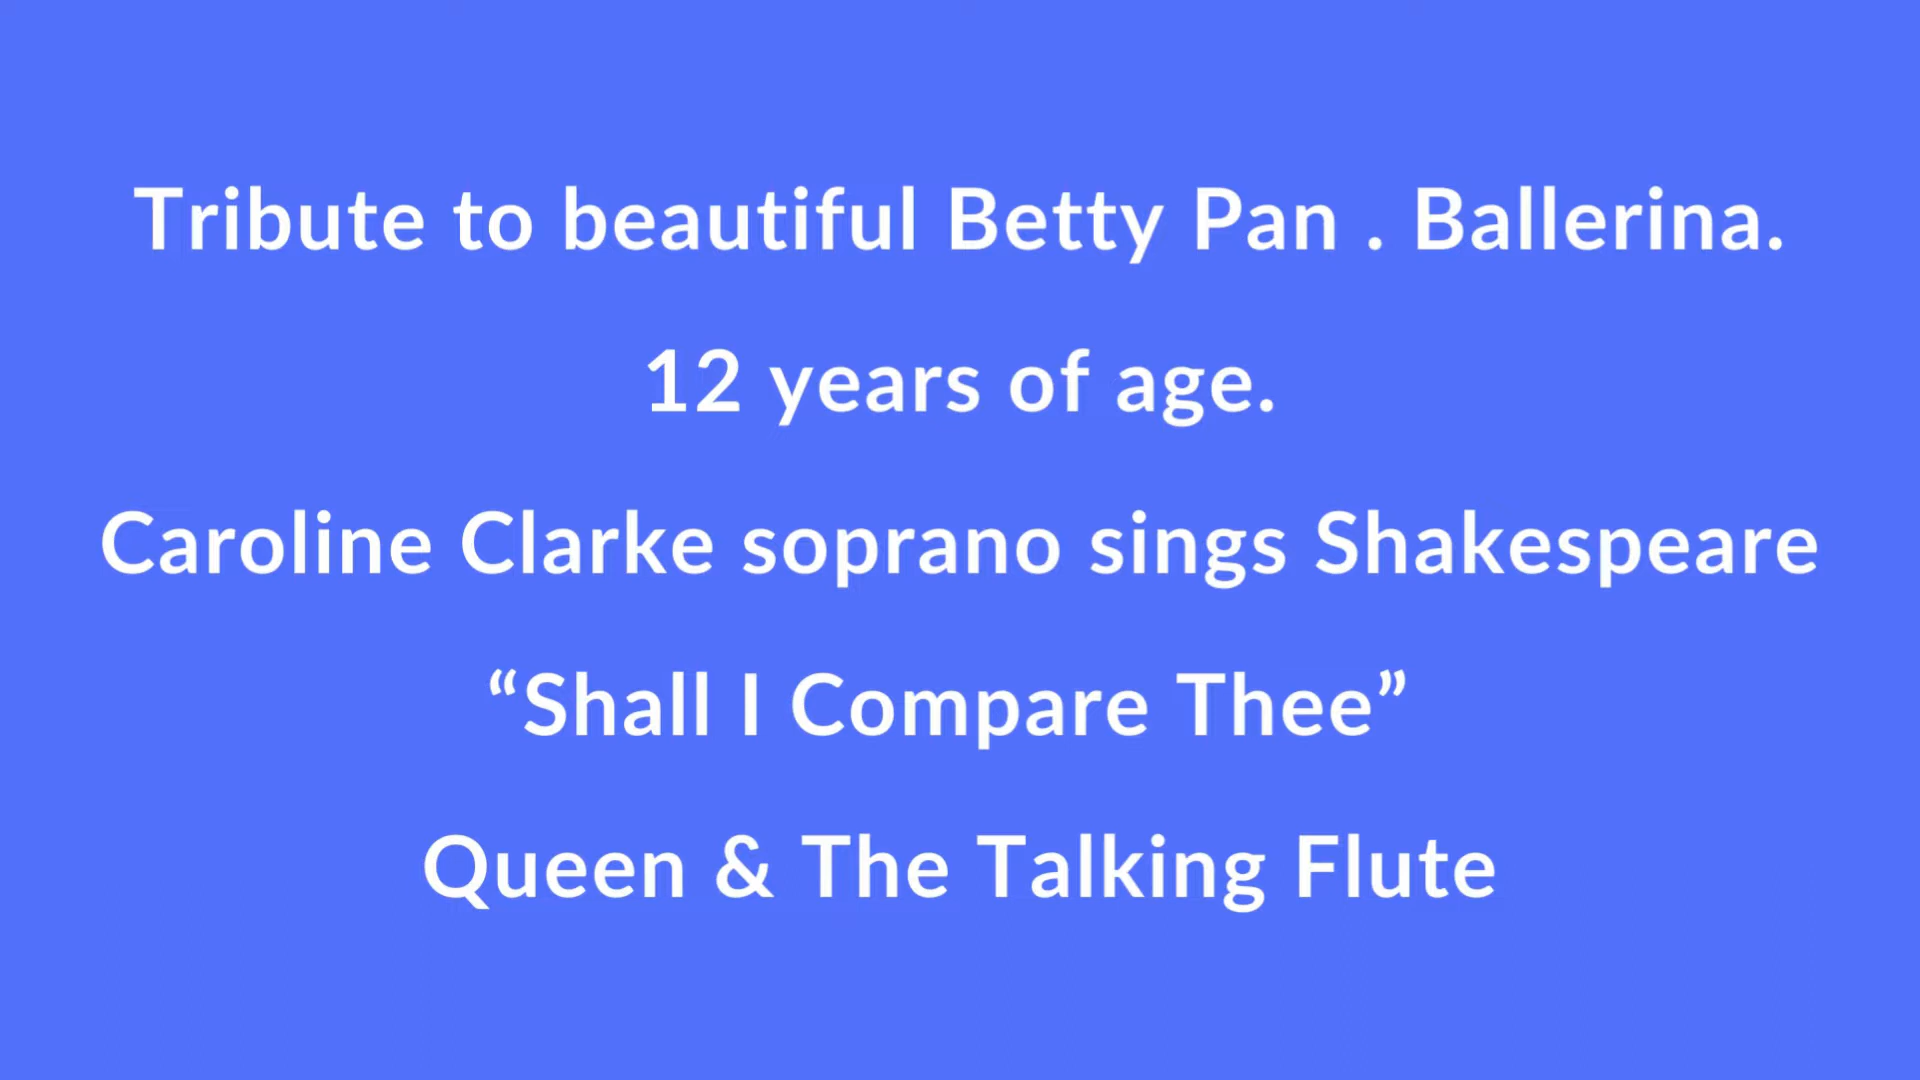 Tribute to beautiful Betty Pan . Ballerina.
12 years of age.
Caroline Clarke soprano sings Shakespeare
“Shall I Compare Thee”
Queen & The Talking Flute